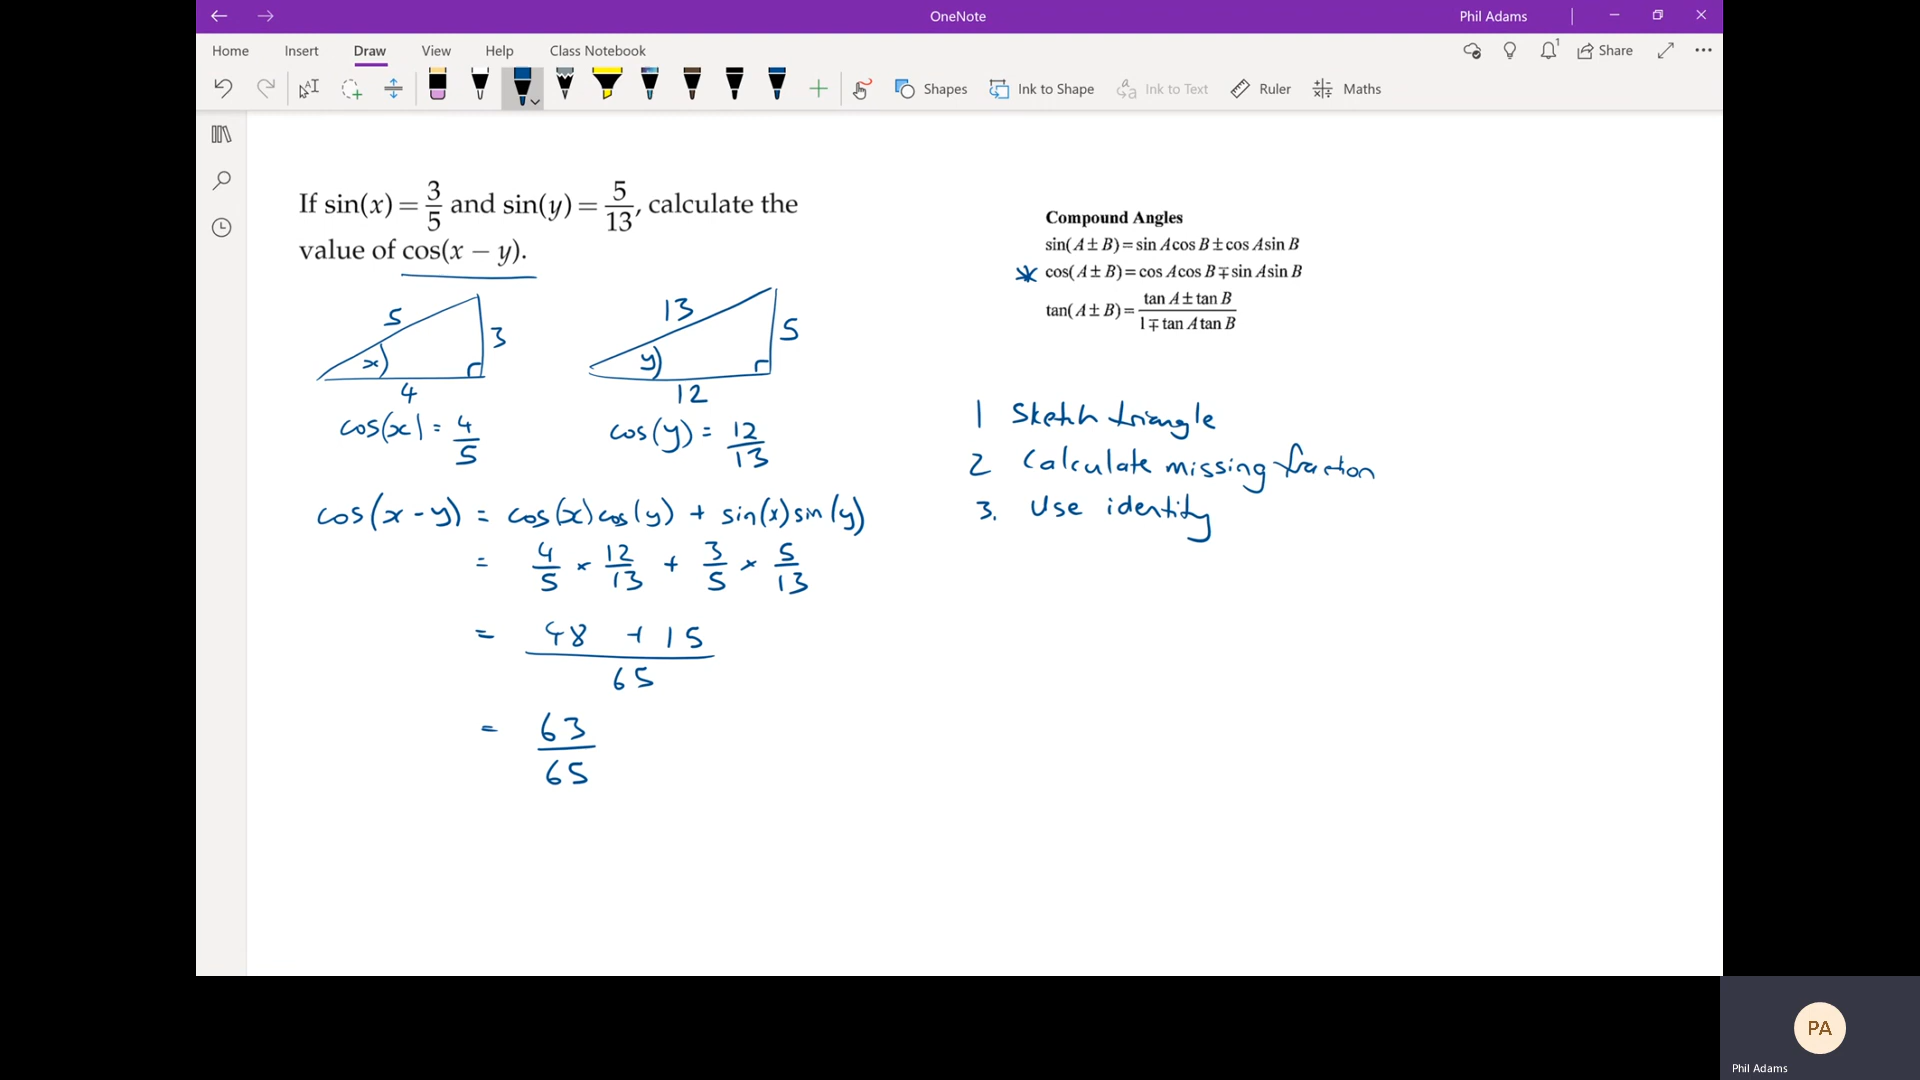 OneNote
Phil Adams
Home Insert Draw View Help Class Notebook
1 Share
Shapes Ink to Shape Ink to Text Ruler Maths
If sin(x) = 3/5 and sin(y) = 5/13, calculate the
value of cos(x − y).
Compound Angles
sin(A ± B) = sin A cos B ± cos A sin B
* cos(A ± B) = cos A cos B ∓ sin A sin B
tan(A ± B) = (tan A ± tan B)/(1 ∓ tan A tan B)
5
3
x
4
13
5
y
12
cos(x) = 4/5
cos(y) = 12/13
cos(x - y) = cos(x)cos(y) + sin(x)sin(y)
= 4/5 × 12/13 + 3/5 × 5/13
= (48 + 15)/65
= 63/65
1 Sketch triangle
2 Calculate missing fraction
3. Use identity
PA
Phil Adams